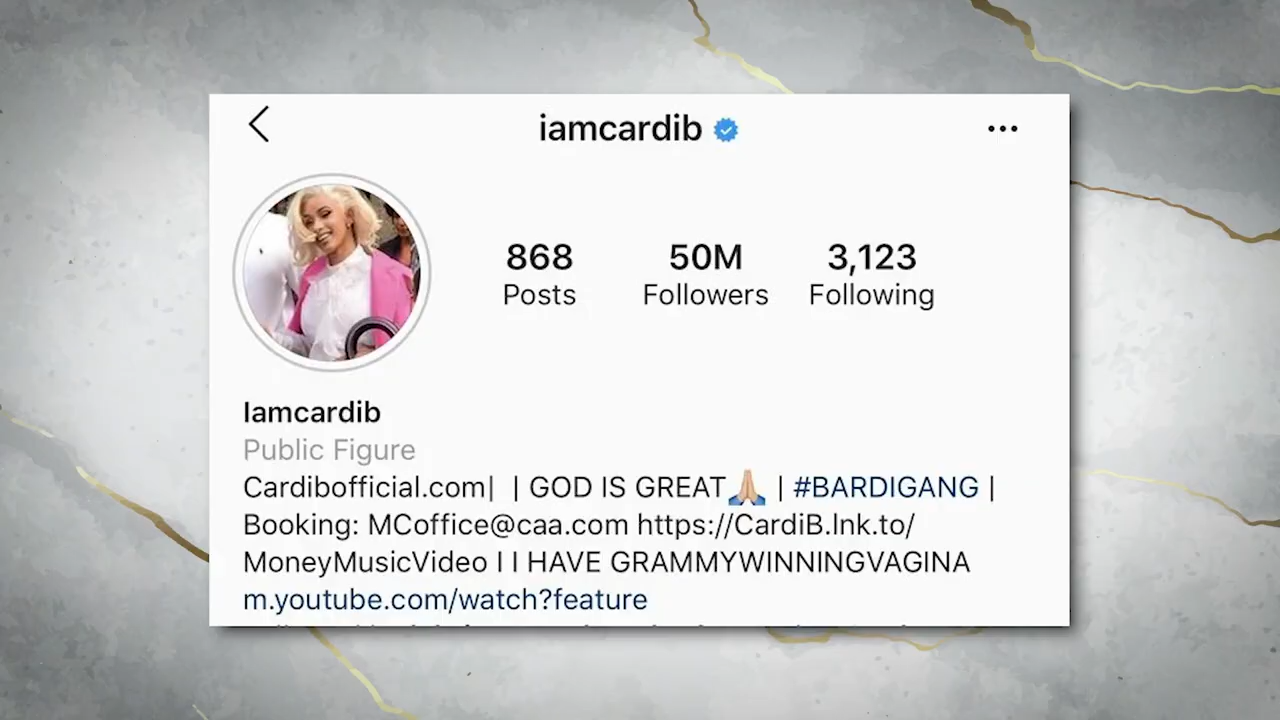 iamcardib
868 50M 3,123
Posts Followers Following
Iamcardib
Public Figure
Cardibofficial.com| | GOD IS GREAT🙏🏼 | #BARDIGANG |
Booking: MCoffice@caa.com https://CardiB.lnk.to/
MoneyMusicVideo I I HAVE GRAMMYWINNINGVAGINA
m.youtube.com/watch?feature